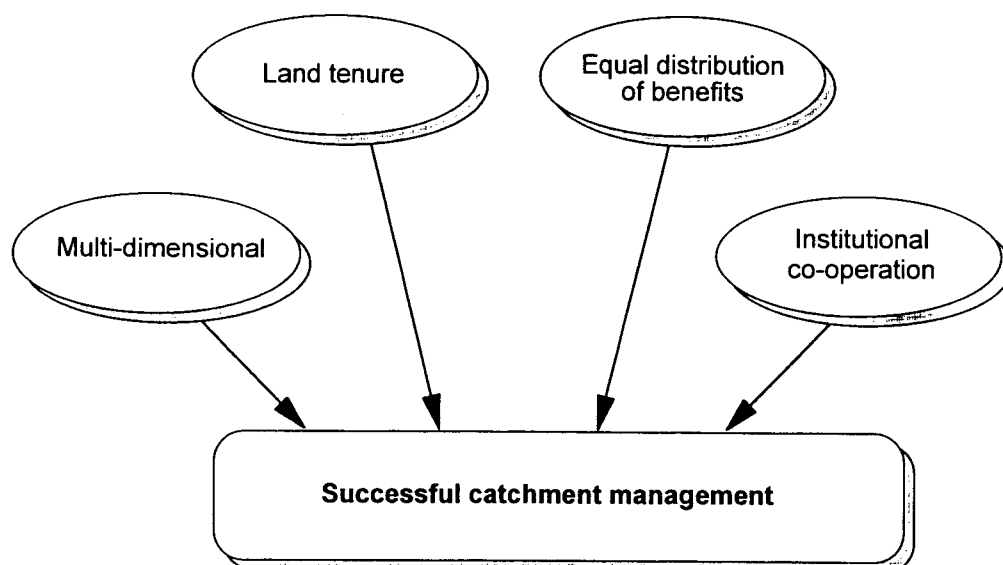 Land tenure
Equal distribution
of benefits
Multi-dimensional
Institutional
co-operation
Successful catchment management